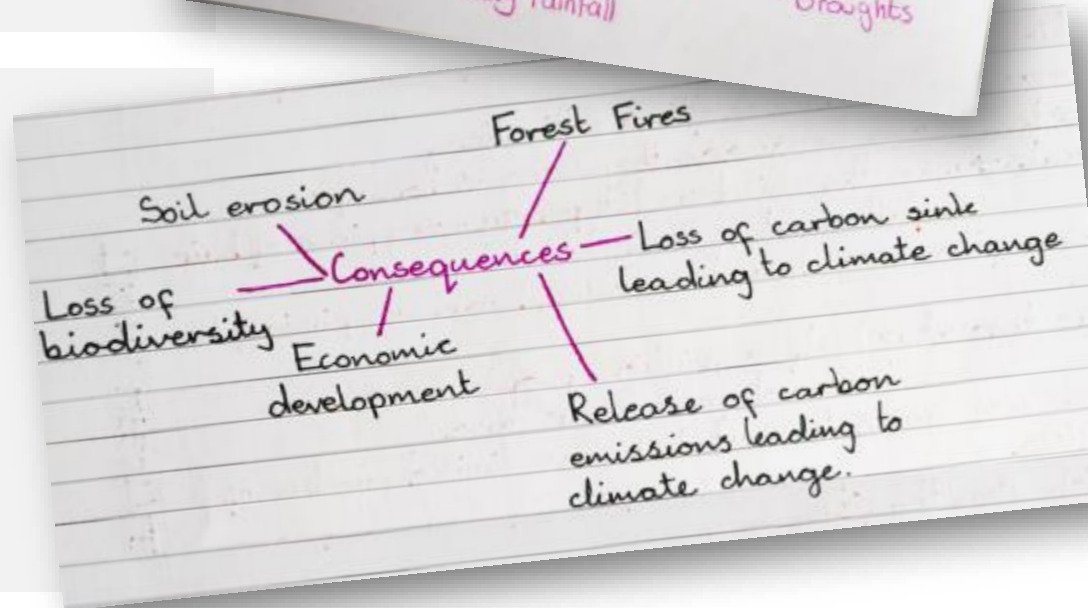 rainfall
Droughts
Forest Fires
Soil erosion
Consequences
Loss of carbon sink
leading to climate change
Loss of
biodiversity
Economic
development
Release of carbon
emissions leading to
climate change.